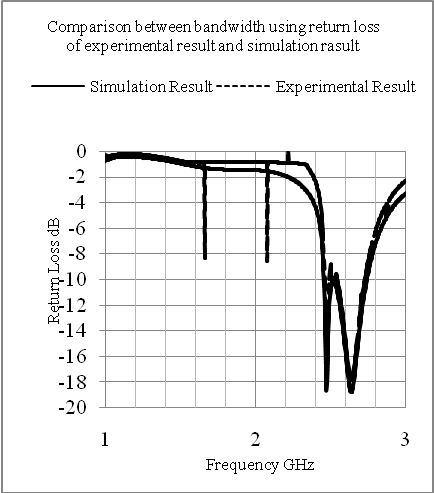 Comparison between bandwidth using return loss
of experimental result and simulation rasult
Simulation Result
Experimental Result
Return Loss dB
0
-2
-4
-6
-8
-10
-12
-14
-16
-18
-20
1
2
3
Frequency GHz